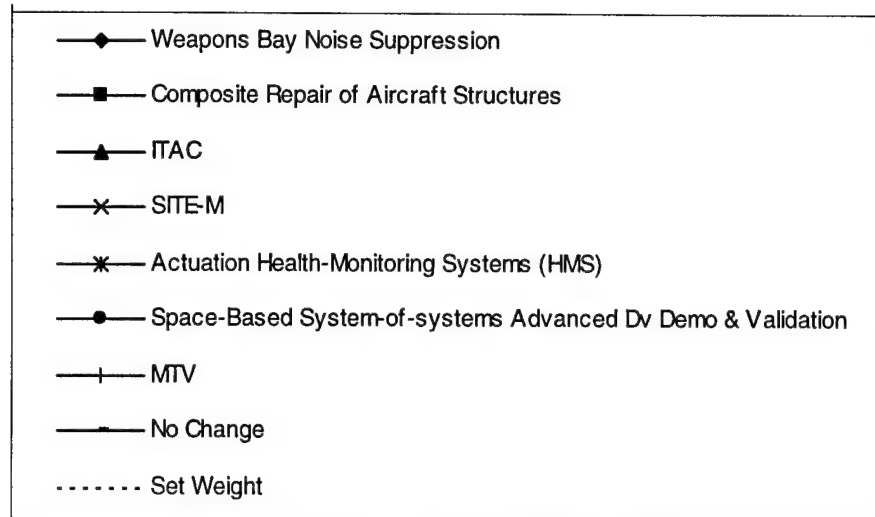 Weapons Bay Noise Suppression
Composite Repair of Aircraft Structures
ITAC
SITE-M
Actuation Health-Monitoring Systems (HMS)
Space-Based System-of-systems Advanced Dv Demo & Validation
MTV
No Change
Set Weight